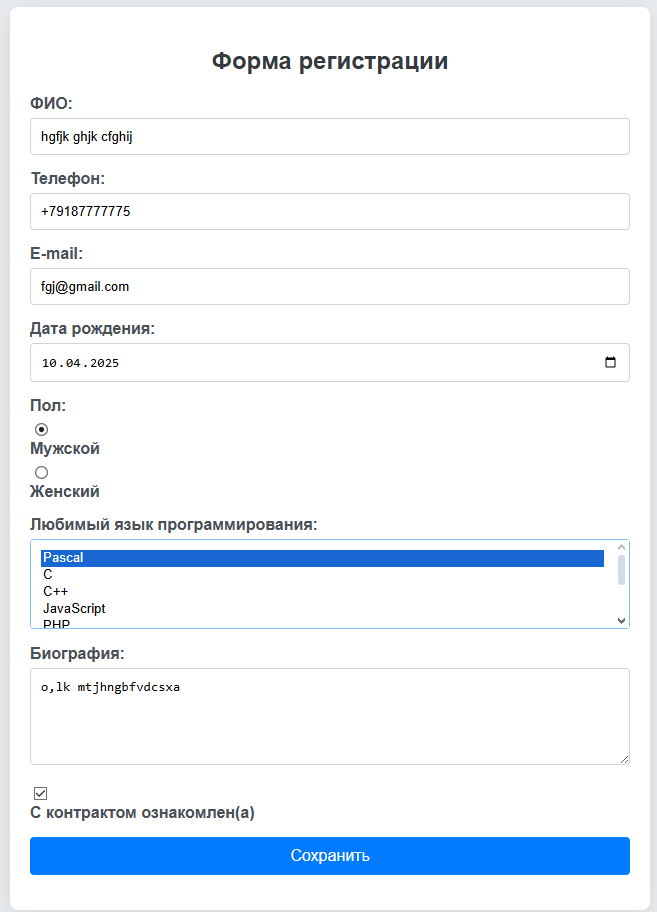 Форма регистрации
ФИО:
hgfjk ghjk cfghij
Телефон:
+79187777775
E-mail:
fgj@gmail.com
Дата рождения:
10.04.2025
Пол:
Мужской
Женский
Любимый язык программирования:
Pascal
C
C++
JavaScript
PHP
Биография:
o,lk mtjhngbfvdcsxa
С контрактом ознакомлен(а)
Сохранить